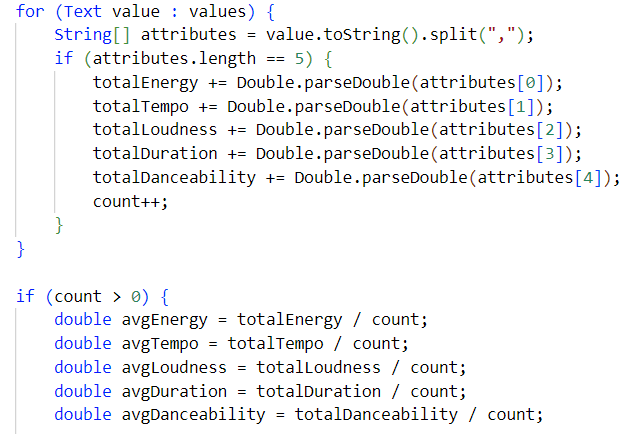 for (Text value : values) {
    String[] attributes = value.toString().split(",");
    if (attributes.length == 5) {
        totalEnergy += Double.parseDouble(attributes[0]);
        totalTempo += Double.parseDouble(attributes[1]);
        totalLoudness += Double.parseDouble(attributes[2]);
        totalDuration += Double.parseDouble(attributes[3]);
        totalDanceability += Double.parseDouble(attributes[4]);
        count++;
    }
}

if (count > 0) {
    double avgEnergy = totalEnergy / count;
    double avgTempo = totalTempo / count;
    double avgLoudness = totalLoudness / count;
    double avgDuration = totalDuration / count;
    double avgDanceability = totalDanceability / count;